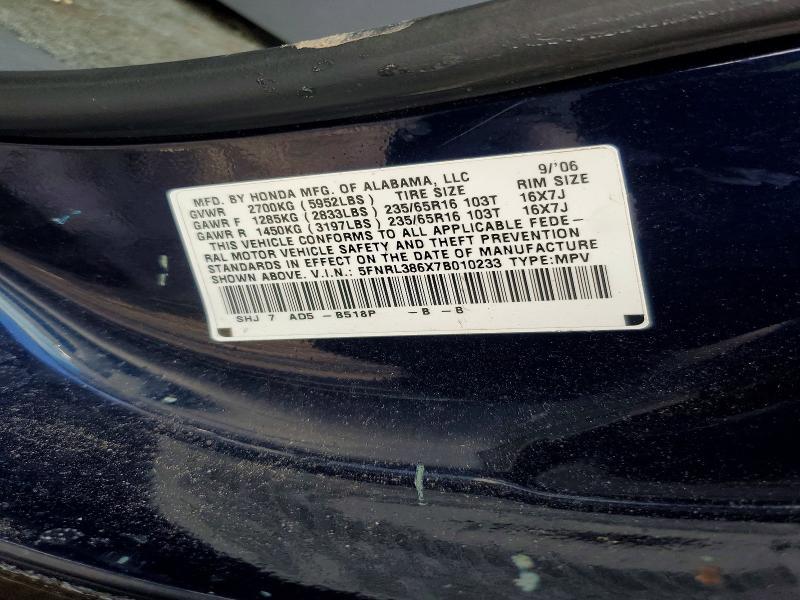 MFD. BY HONDA MFG. OF ALABAMA, LLC 9/'06
TIRE SIZE RIM SIZE
GVWR 2700KG (5952LBS)
GAWR F 1285KG (2833LBS) 235/65R16 103T 16X7J
GAWR R 1450KG (3197LBS) 235/65R16 103T 16X7J
THIS VEHICLE CONFORMS TO ALL APPLICABLE FEDE-
RAL MOTOR VEHICLE SAFETY AND THEFT PREVENTION
STANDARDS IN EFFECT ON THE DATE OF MANUFACTURE
SHOWN ABOVE. V.I.N.: 5FNRL386X7B010233 TYPE:MPV
SHJ 7 AD5 -B518P -B -B